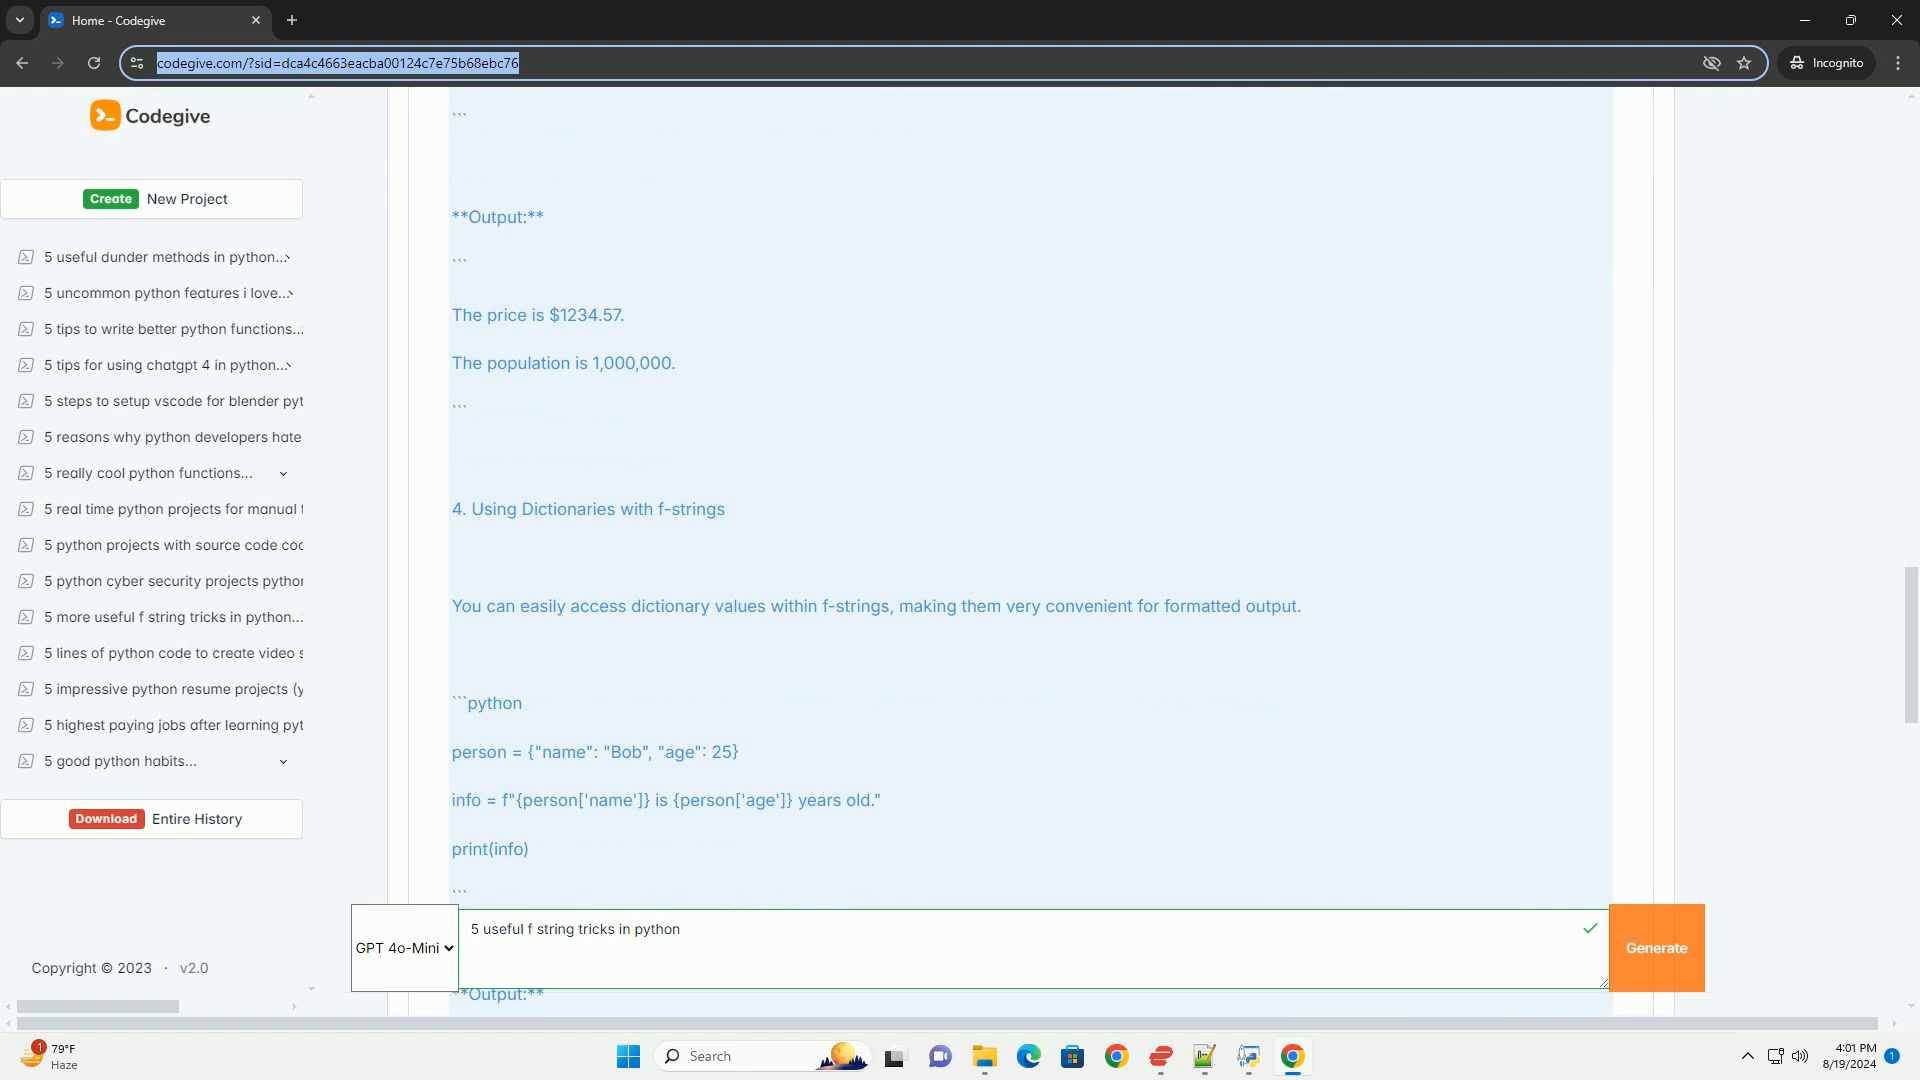 Home - Codegive
codegive.com/?sid=dca4c4663eacba00124c7e75b68ebc76
Incognito
Codegive
Create New Project
5 useful dunder methods in python...
5 uncommon python features i love...
5 tips to write better python functions...
5 tips for using chatgpt 4 in python...
5 steps to setup vscode for blender pyt
5 reasons why python developers hate
5 really cool python functions...
5 real time python projects for manual t
5 python projects with source code coc
5 python cyber security projects pythor
5 more useful f string tricks in python...
5 lines of python code to create video s
5 impressive python resume projects (y
5 highest paying jobs after learning pyt
5 good python habits...
Download Entire History
Copyright © 2023 · v2.0
```
**Output:**
```
The price is $1234.57.
The population is 1,000,000.
```
4. Using Dictionaries with f-strings
You can easily access dictionary values within f-strings, making them very convenient for formatted output.
```python
person = {"name": "Bob", "age": 25}
info = f"{person['name']} is {person['age']} years old."
print(info)
```
GPT 4o-Mini
5 useful f string tricks in python
Generate
**Output:**
1
79°F
Haze
Search
4:01 PM
8/19/2024
1